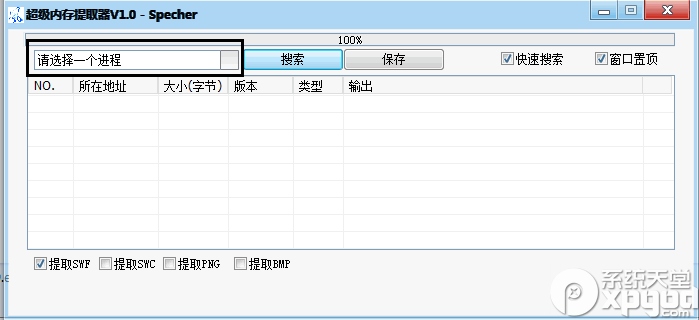 超级内存提取器V1.0 - Specher
100%
请选择一个进程 搜索 保存 快速搜索 窗口置顶
NO. 所在地址 大小(字节) 版本 类型 输出
提取SWF 提取SWC 提取PNG 提取BMP
系统天堂